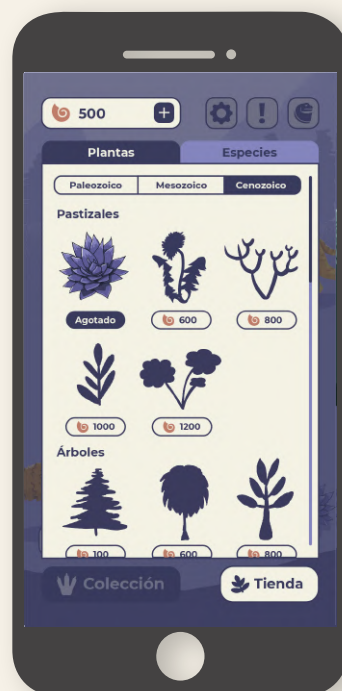 500
Plantas Especies
Paleozoico Mesozoico Cenozoico
Pastizales
Agotado 600 800
1000 1200
Árboles
100 600 800
Colección Tienda